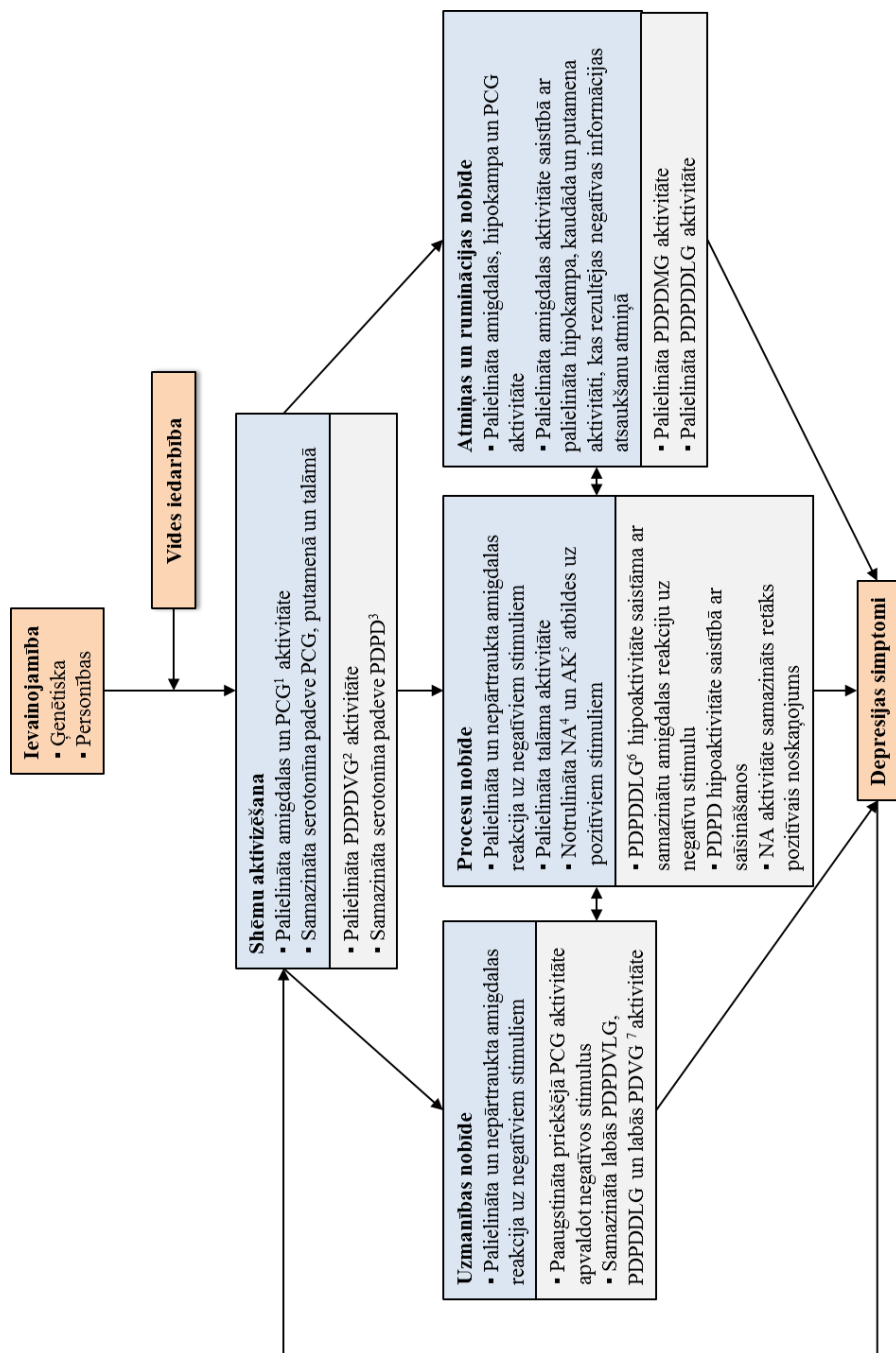 Ievainojamība
▪ Ģenētiska
▪ Personības
Vides iedarbība
Shēmu aktivizēšana
▪ Palielināta amigdalas un PCG¹ aktivitāte
▪ Samazināta serotonīna padeve PCG, putamenā un talāmā
▪ Palielināta PDPDVG² aktivitāte
▪ Samazināta serotonīna padeve PDPD³
Uzmanības nobīde
▪ Palielināta un nepārtraukta amigdalas
reakcija uz negatīviem stimuliem
▪ Paaugstināta priekšējā PCG aktivitāte
apvaldot negatīvos stimulus
▪ Samazināta labās PDPDVLG,
PDPDDLG un labās PDVG ⁷ aktivitāte
Procesu nobīde
▪ Palielināta un nepārtraukta amigdalas
reakcija uz negatīviem stimuliem
▪ Palielināta talāma aktivitāte
▪ Notrulināta NA⁴ un AK⁵ atbildes uz
pozitīviem stimuliem
▪ PDPDDLG⁶ hipoaktivitāte saistāma ar
samazinātu amigdalas reakciju uz
negatīvu stimulu
▪ PDPD hipoaktivitāte saistībā ar
saisināšanos
▪ NA aktivitāte samazināts retāks
pozitīvais noskaņojums
Atmiņas un ruminācijas nobīde
▪ Palielināta amigdalas, hipokampa un PCG
aktivitāte
▪ Palielināta amigdalas aktivitāte saistībā ar
palielināta hipokampa, kaudāda un putamena
aktivitāti, kas rezultējas negatīvas informācijas
atsaukšanu atmiņā
▪ Palielināta PDPDMG aktivitāte
▪ Palielināta PDPDDLG aktivitāte
Depresijas simptomi